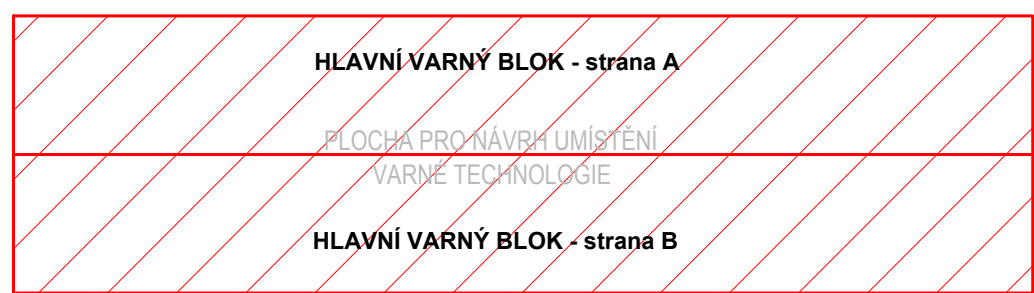 HLAVNÍ VARNÝ BLOK - strana A
PLOCHA PRO NÁVRH UMÍSTĚNÍ
VARNÉ TECHNOLOGIE
HLAVNÍ VARNÝ BLOK - strana B